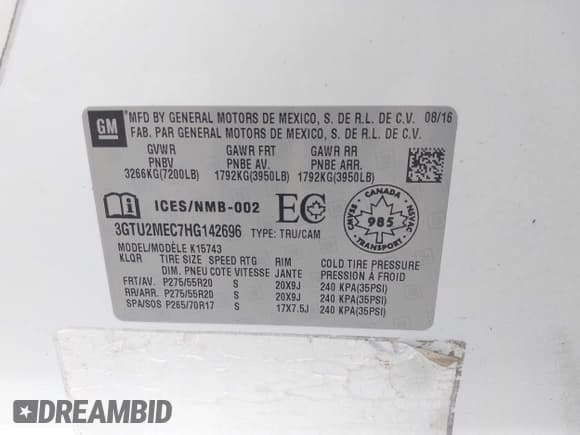 GM
*MFD BY GENERAL MOTORS DE MEXICO, S. DE R.L. DE C.V. 08/16
FAB. PAR GENERAL MOTORS DE MEXICO, S. DE R.L. DE C.V.
GVWR GAWR FRT GAWR RR
PNBV PNBE AV. PNBE ARR.
3266KG(7200LB) 1792KG(3950LB) 1792KG(3950LB)
ICES/NMB-002 EC
CANADA
CMVSS 985 NSVAC
TRANSPORT
3GTU2MEC7HG142696 TYPE: TRU/CAM
MODEL/MODÈLE K15743
KLQR TIRE SIZE SPEED RTG RIM COLD TIRE PRESSURE
DIM. PNEU COTE VITESSE JANTE PRESSION À FROID
FRT/AV. P275/55R20 S 20X9J 240 KPA(35PSI)
RR/ARR. P275/55R20 S 20X9J 240 KPA(35PSI)
SPA/SOS P265/70R17 S 17X7.5J 240 KPA(35PSI)
DREAMBID